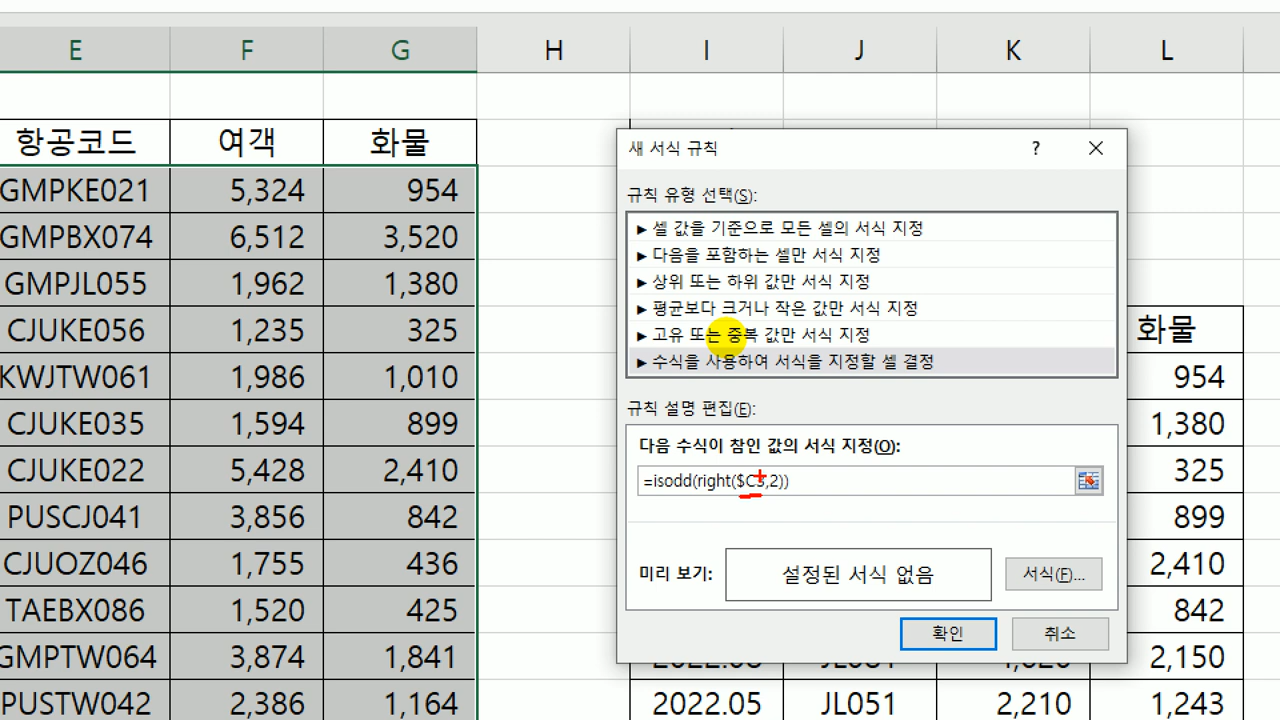 E F G H I J K L
항공코드 여객 화물
GMPKE021 5,324 954
GMPBX074 6,512 3,520
GMPJL055 1,962 1,380
CJUKE056 1,235 325
KWJTW061 1,986 1,010
CJUKE035 1,594 899
CJUKE022 5,428 2,410
PUSCJ041 3,856 842
CJUOZ046 1,755 436
TAEBX086 1,520 425
GMPTW064 3,874 1,841
PUSTW042 2,386 1,164
새 서식 규칙 ?
규칙 유형 선택(S):
► 셀 값을 기준으로 모든 셀의 서식 지정
► 다음을 포함하는 셀만 서식 지정
► 상위 또는 하위 값만 서식 지정
► 평균보다 크거나 작은 값만 서식 지정
► 고유 또는 중복 값만 서식 지정
► 수식을 사용하여 서식을 지정할 셀 결정
규칙 설명 편집(E):
다음 수식이 참인 값의 서식 지정(O):
=isodd(right($C3,2))
미리 보기: 설정된 서식 없음 서식(F)...
확인 취소
화물
954
1,380
325
899
2,410
842
2,150
2022.05 JL051 2,210 1,243